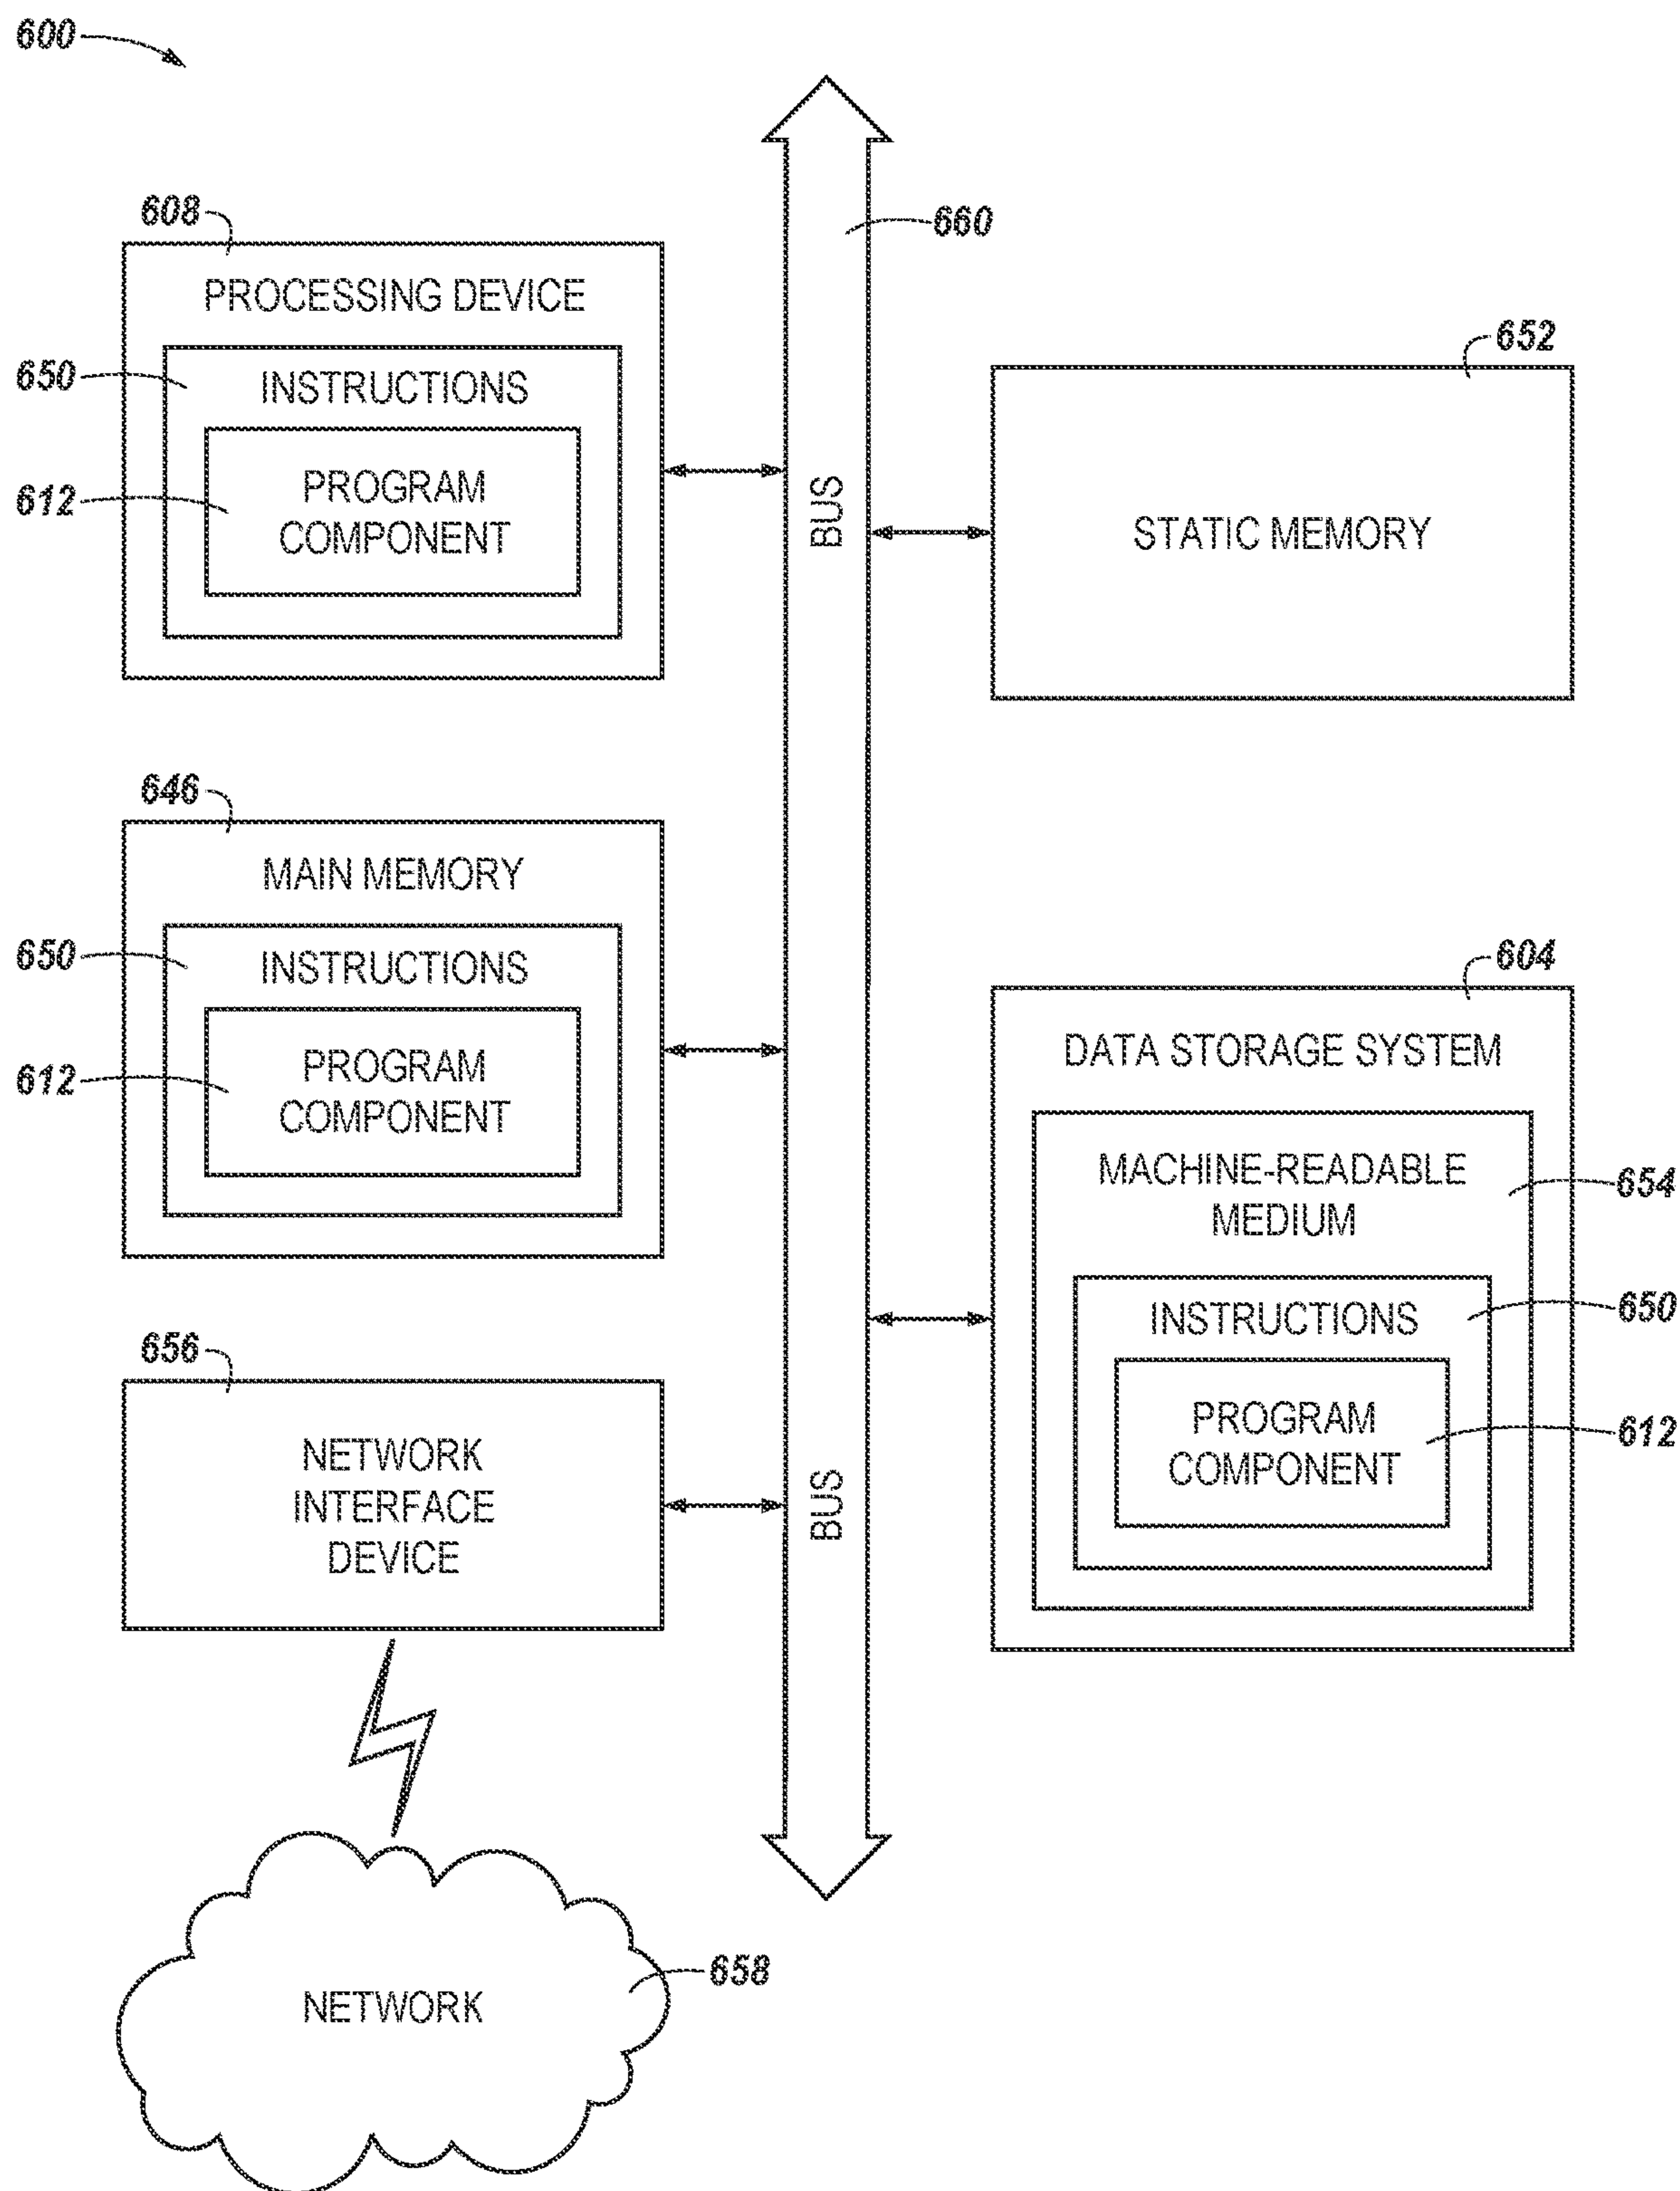 600
608
PROCESSING DEVICE
650
INSTRUCTIONS
612
PROGRAM
COMPONENT
646
MAIN MEMORY
650
INSTRUCTIONS
612
PROGRAM
COMPONENT
656
NETWORK
INTERFACE
DEVICE
NETWORK
658
660
BUS
BUS
652
STATIC MEMORY
604
DATA STORAGE SYSTEM
MACHINE-READABLE
MEDIUM
654
INSTRUCTIONS
650
PROGRAM
COMPONENT
612